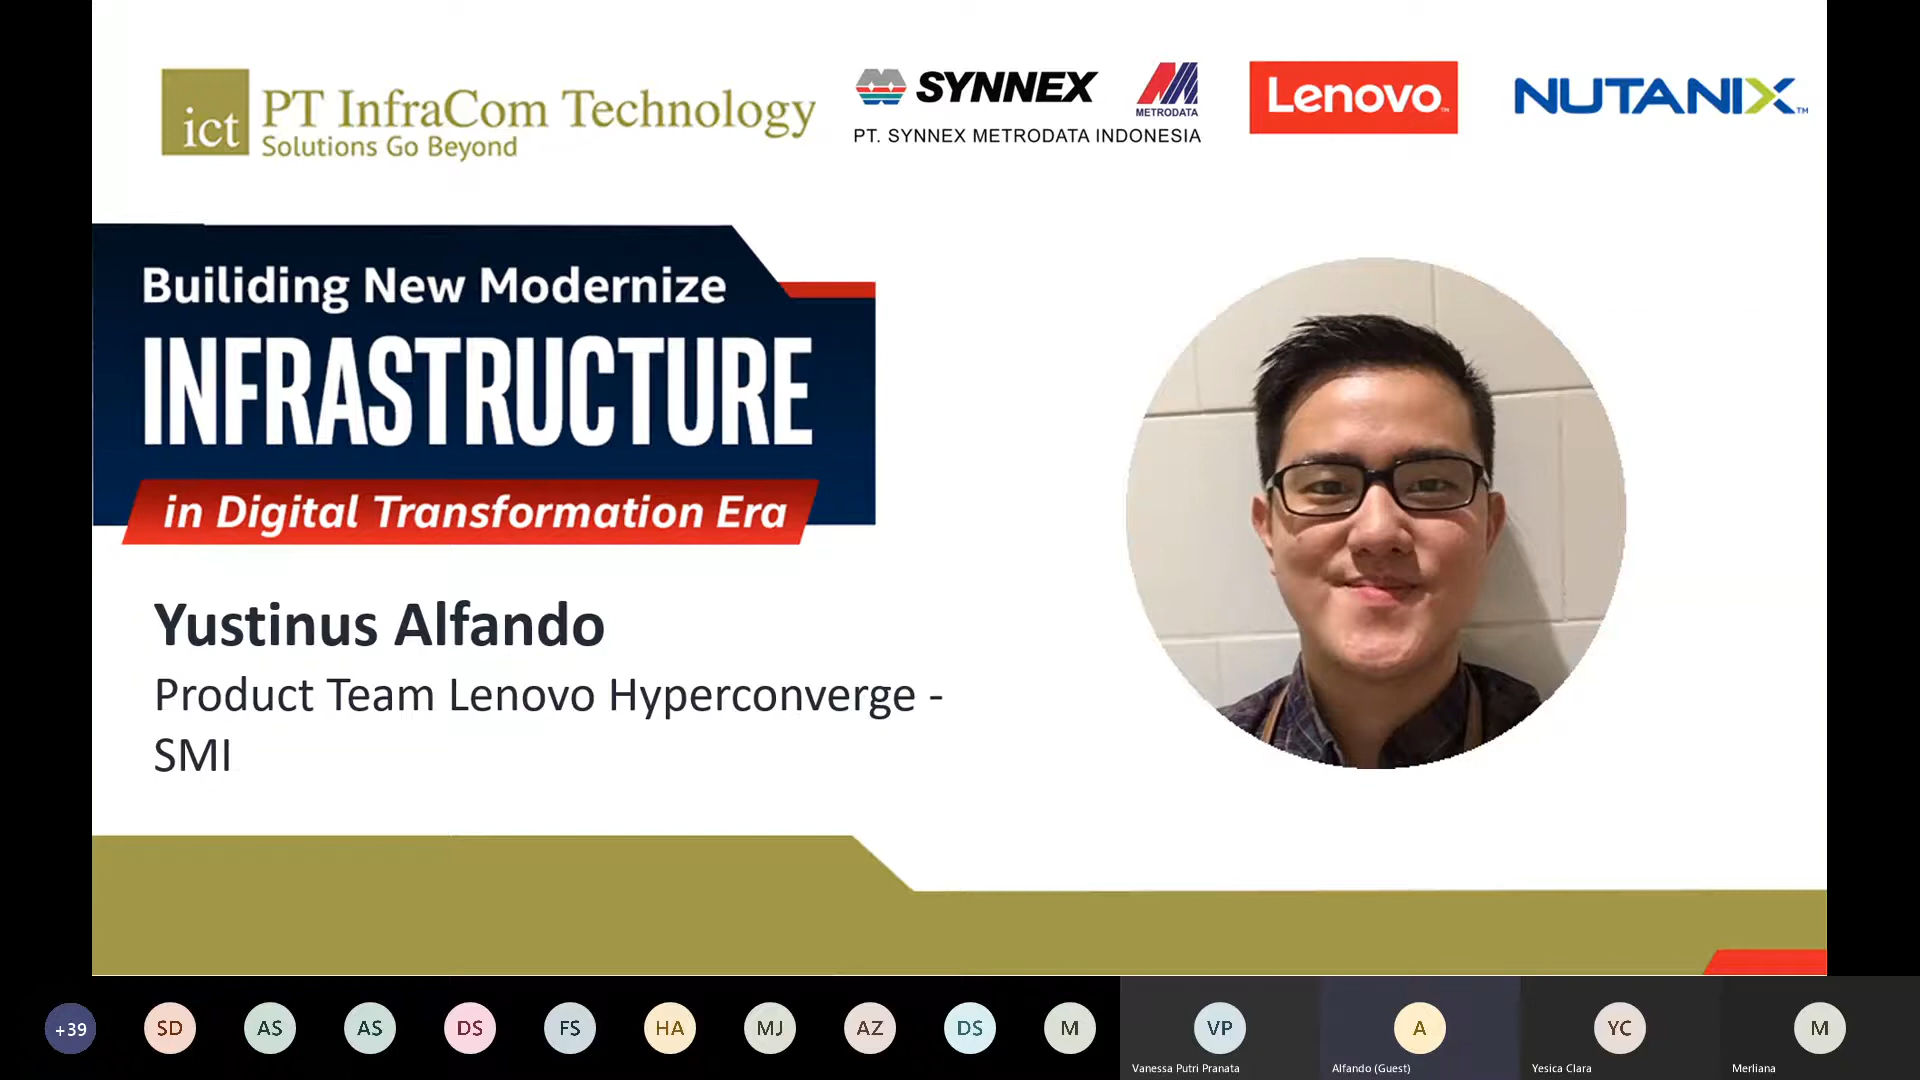 ict
PT InfraCom Technology
Solutions Go Beyond
SYNNEX
METRODATA
PT. SYNNEX METRODATA INDONESIA
Lenovo™
NUTANIX™
Builiding New Modernize
INFRASTRUCTURE
in Digital Transformation Era
Yustinus Alfando
Product Team Lenovo Hyperconverge -
SMI
+39
SD
AS
AS
DS
FS
HA
MJ
AZ
DS
M
VP
A
YC
M
Vanessa Putri Pranata
Alfando (Guest)
Yesica Clara
Merliana